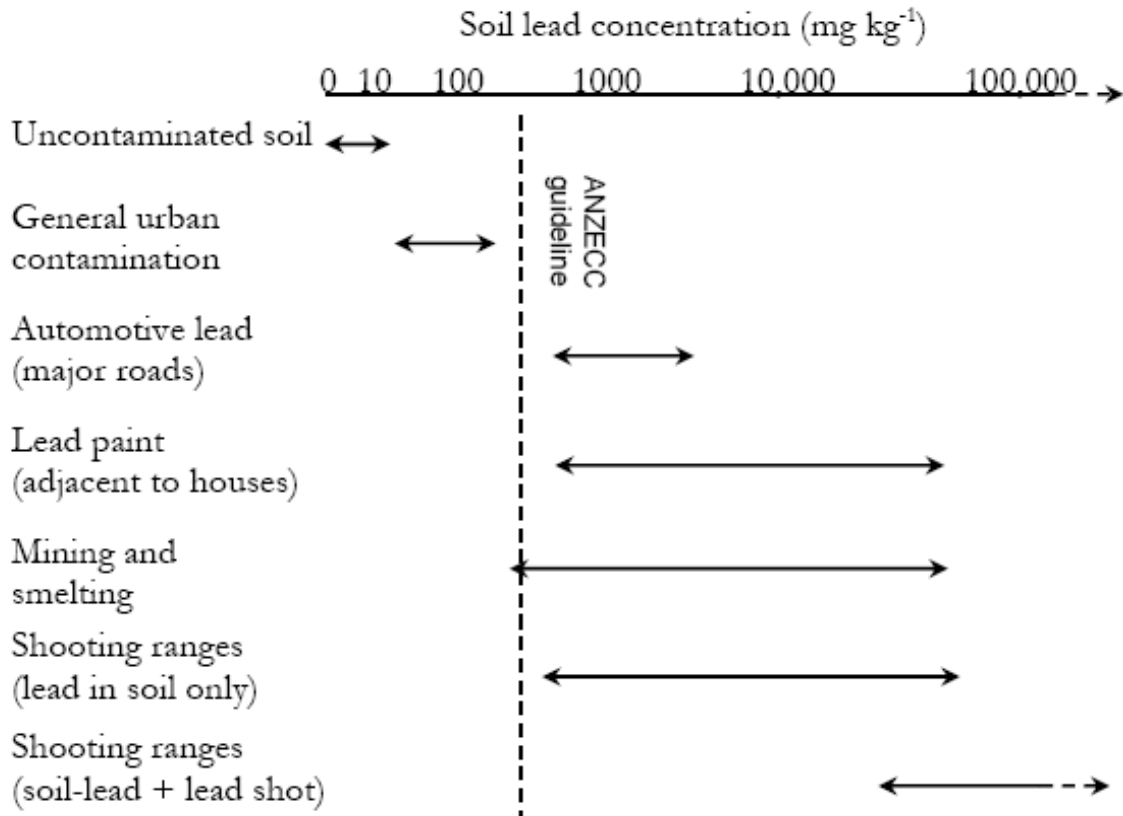 Soil lead concentration (mg kg⁻¹)
0 10 100 1000 10,000 100,000
Uncontaminated soil
ANZECC
guideline
General urban
contamination
Automotive lead
(major roads)
Lead paint
(adjacent to houses)
Mining and
smelting
Shooting ranges
(lead in soil only)
Shooting ranges
(soil-lead + lead shot)